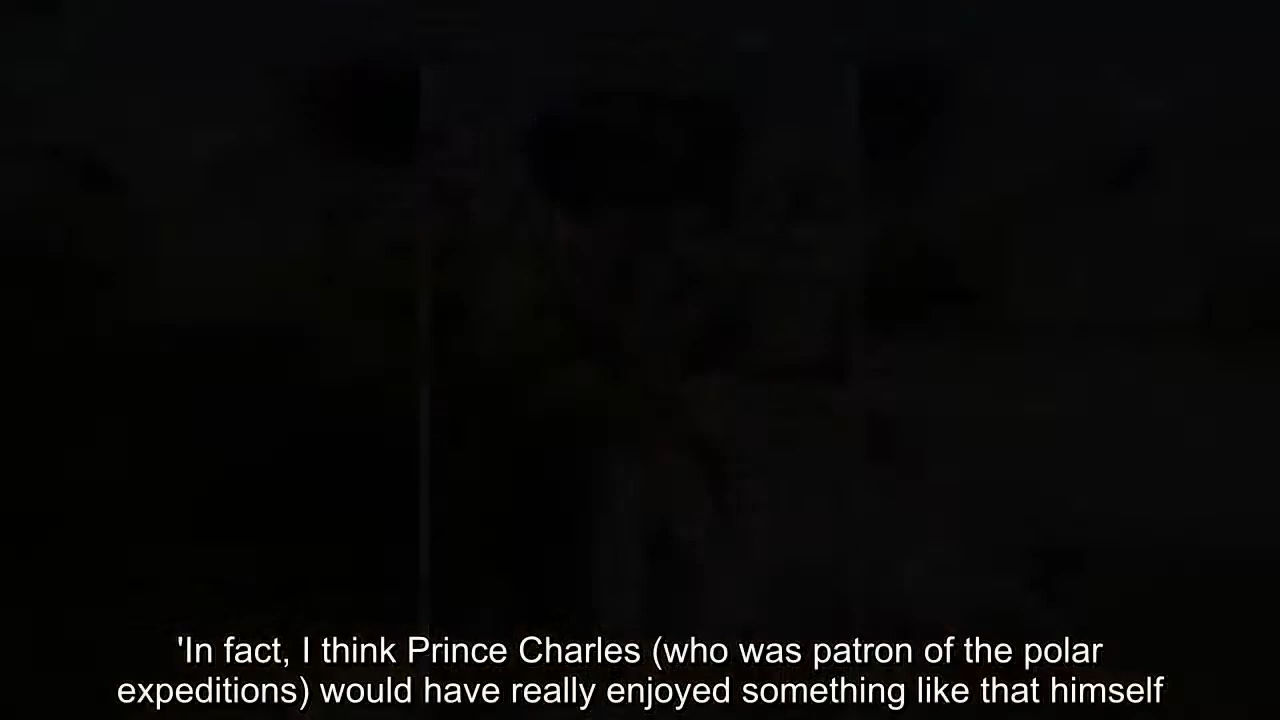 'In fact, I think Prince Charles (who was patron of the polar
expeditions) would have really enjoyed something like that himself